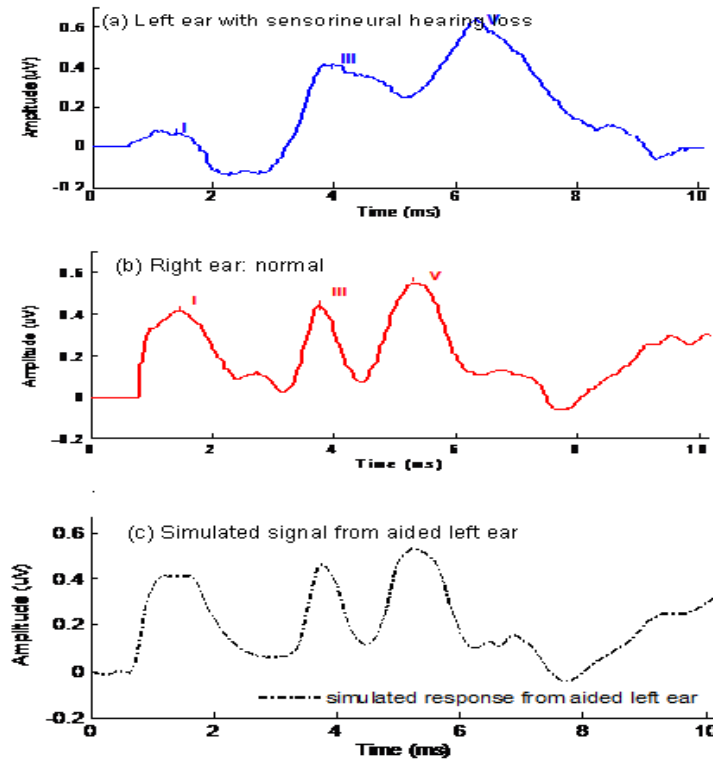 (a) Left ear with sensorineural hearing loss
0.6
V
III
0.4
Amplitude (uV)
0.2
I
0
-0.2
0 2 4 6 8 10
Time (ms)
(b) Right ear: normal
0.6
V
I
III
0.4
Amplitude (uV)
0.2
0
-0.2
0 2 4 6 8 10
Time (ms)
(c) Simulated signal from aided left ear
0.6
0.4
Amplitude (uV)
0.2
0
simulated response from aided left ear
-0.2
0 2 4 6 8 10
Time (ms)